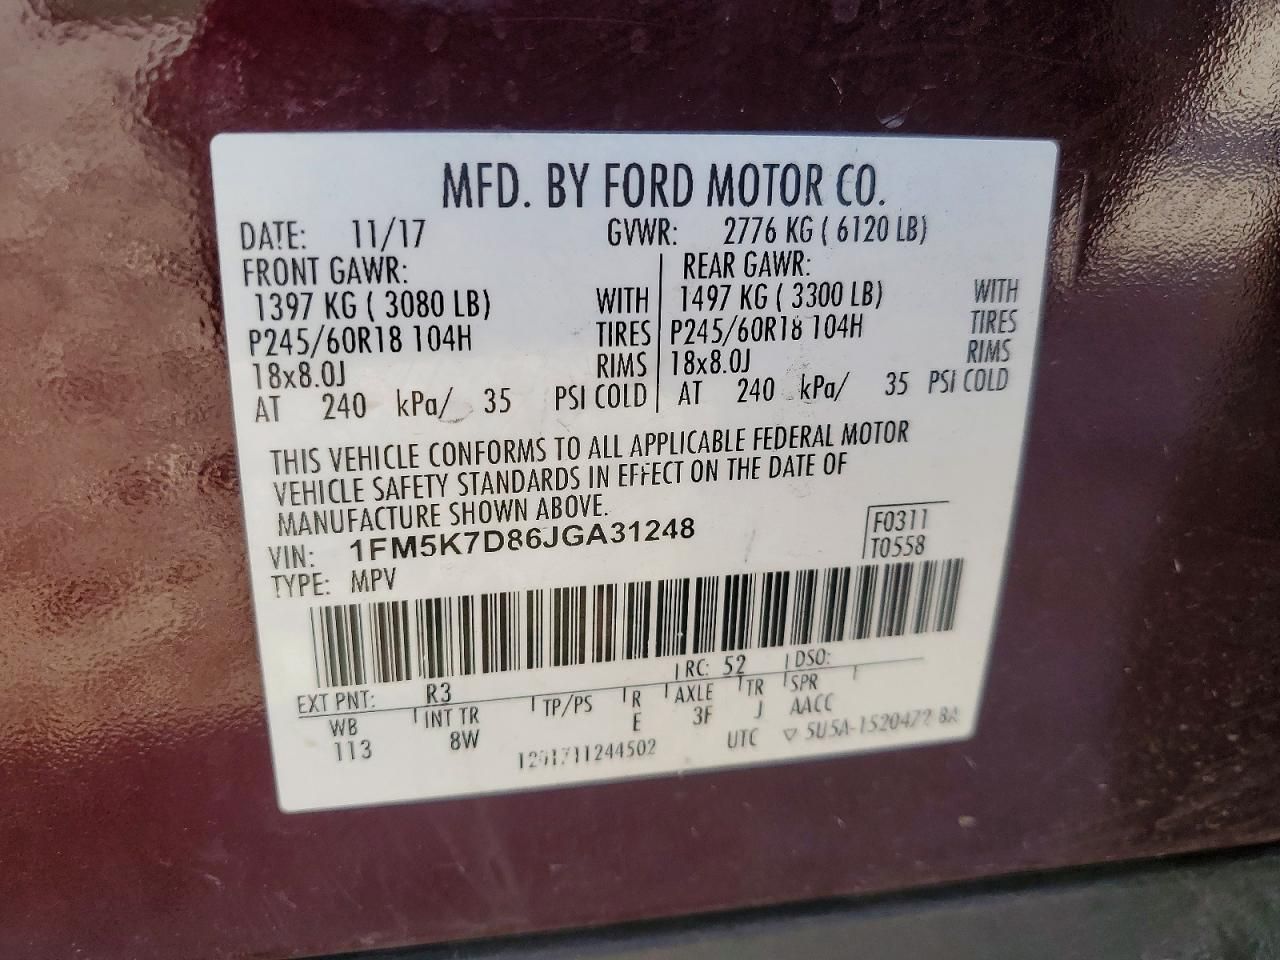 MFD. BY FORD MOTOR CO.
DATE: 11/17 GVWR: 2776 KG ( 6120 LB)
FRONT GAWR: REAR GAWR:
1397 KG ( 3080 LB) WITH 1497 KG ( 3300 LB) WITH
P245/60R18 104H TIRES P245/60R18 104H TIRES
18x8.0J RIMS 18x8.0J RIMS
AT 240 kPa/ 35 PSI COLD AT 240 kPa/ 35 PSI COLD
THIS VEHICLE CONFORMS TO ALL APPLICABLE FEDERAL MOTOR
VEHICLE SAFETY STANDARDS IN EFFECT ON THE DATE OF
MANUFACTURE SHOWN ABOVE.
VIN: 1FM5K7D86JGA31248 F0311
TYPE: MPV T0558
EXT PNT: R3 RC: 52 DSO:
WB INT TR TP/PS R AXLE TR SPR
113 8W E 3F J AACC
UTC ▽ 5U5A-1520472-BA